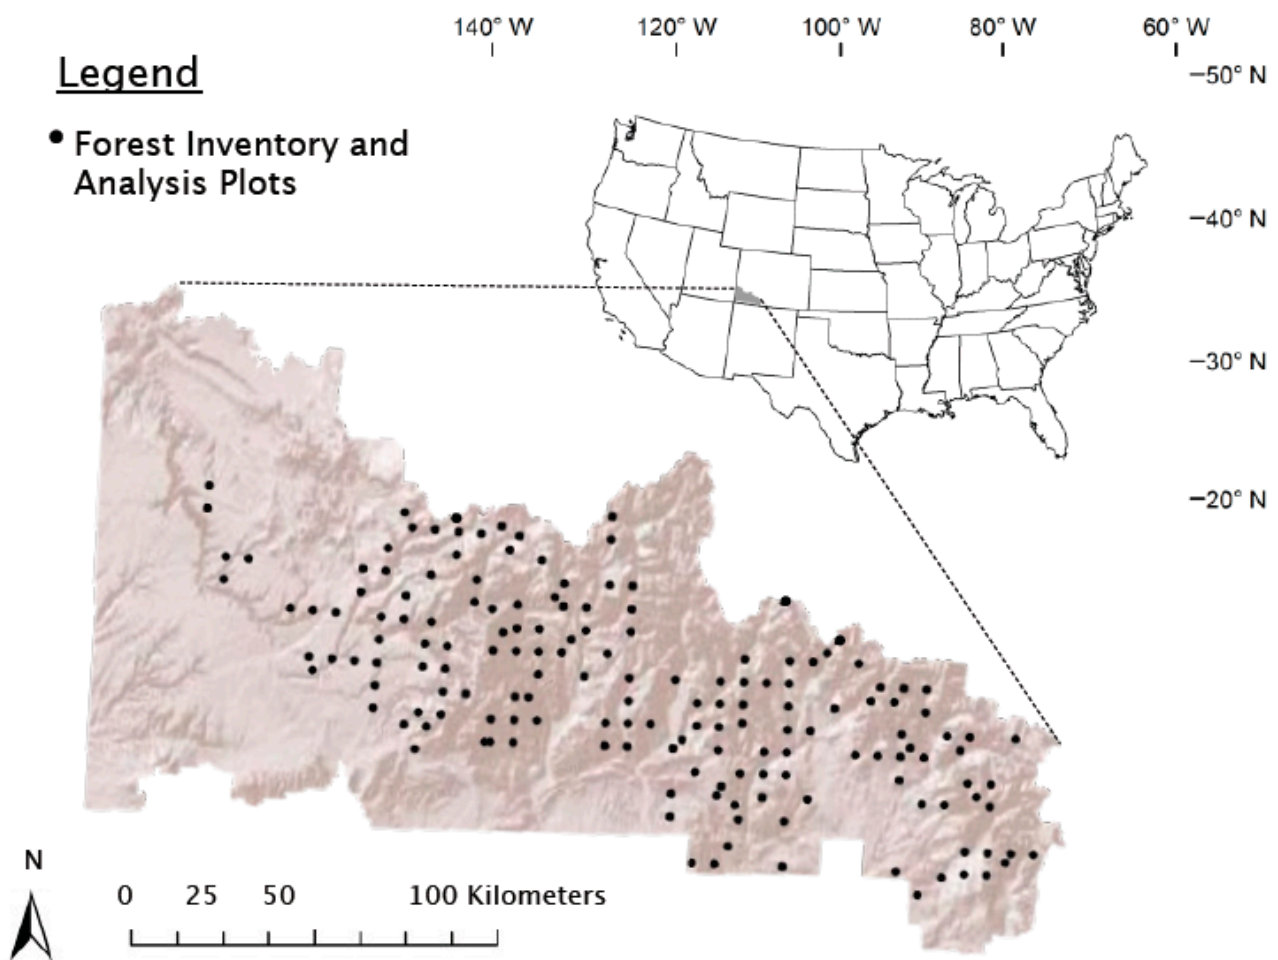 140° W 120° W 100° W 80° W 60° W
Legend
50° N
Forest Inventory and
Analysis Plots
40° N
30° N
20° N
N
0 25 50 100 Kilometers